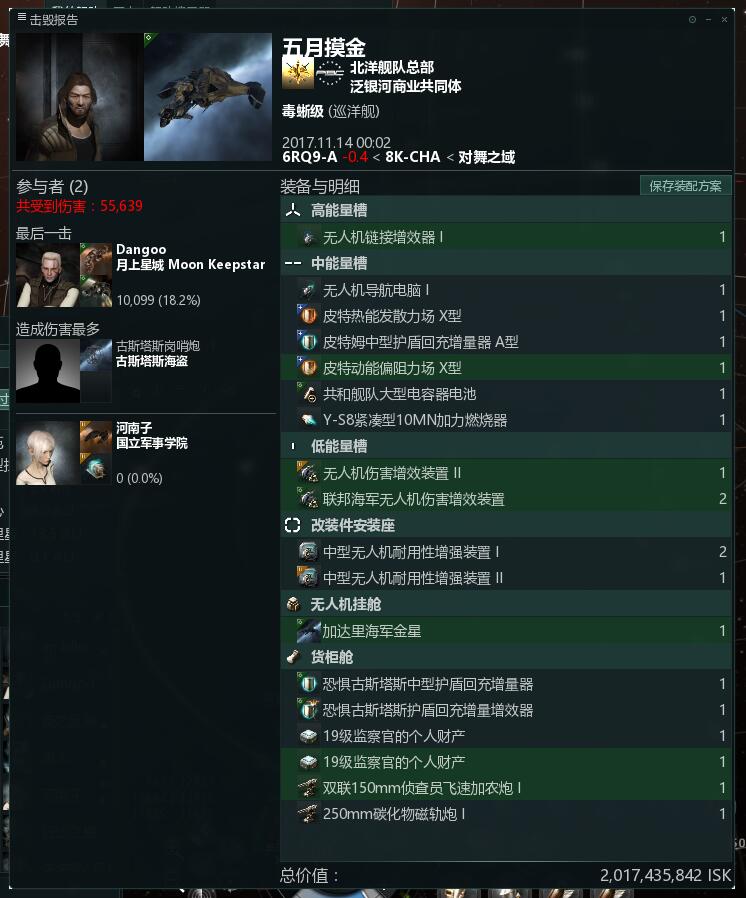 击毁报告
五月摸金
北洋舰队总部
泛银河商业共同体
毒蜥级 (巡洋舰)
2017.11.14 00:02
6RQ9-A -0.4 < 8K-CHA < 对舞之域
参与者 (2)
共受到伤害：55,639
最后一击
Dangoo
月上星城 Moon Keepstar
10,099 (18.2%)
造成伤害最多
古斯塔斯岗哨炮
古斯塔斯海盗
河南子
国立军事学院
0 (0.0%)
装备与明细
保存装配方案
高能量槽
无人机链接增效器 I 1
中能量槽
无人机导航电脑 I 1
皮特热能发散力场 X型 1
皮特姆中型护盾回充增量器 A型 1
皮特动能偏阻力场 X型 1
共和舰队大型电容器电池 1
Y-S8紧凑型10MN加力燃烧器 1
低能量槽
无人机伤害增效装置 II 1
联邦海军无人机伤害增效装置 2
改装件安装座
中型无人机耐用性增强装置 I 2
中型无人机耐用性增强装置 II 1
无人机挂舱
加达里海军金星 1
货柜舱
恐惧古斯塔斯中型护盾回充增量器 1
恐惧古斯塔斯护盾回充增量增效器 1
19级监察官的个人财产 1
19级监察官的个人财产 1
双联150mm侦查员飞速加农炮 I 1
250mm碳化物磁轨炮 I 1
总价值： 2,017,435,842 ISK